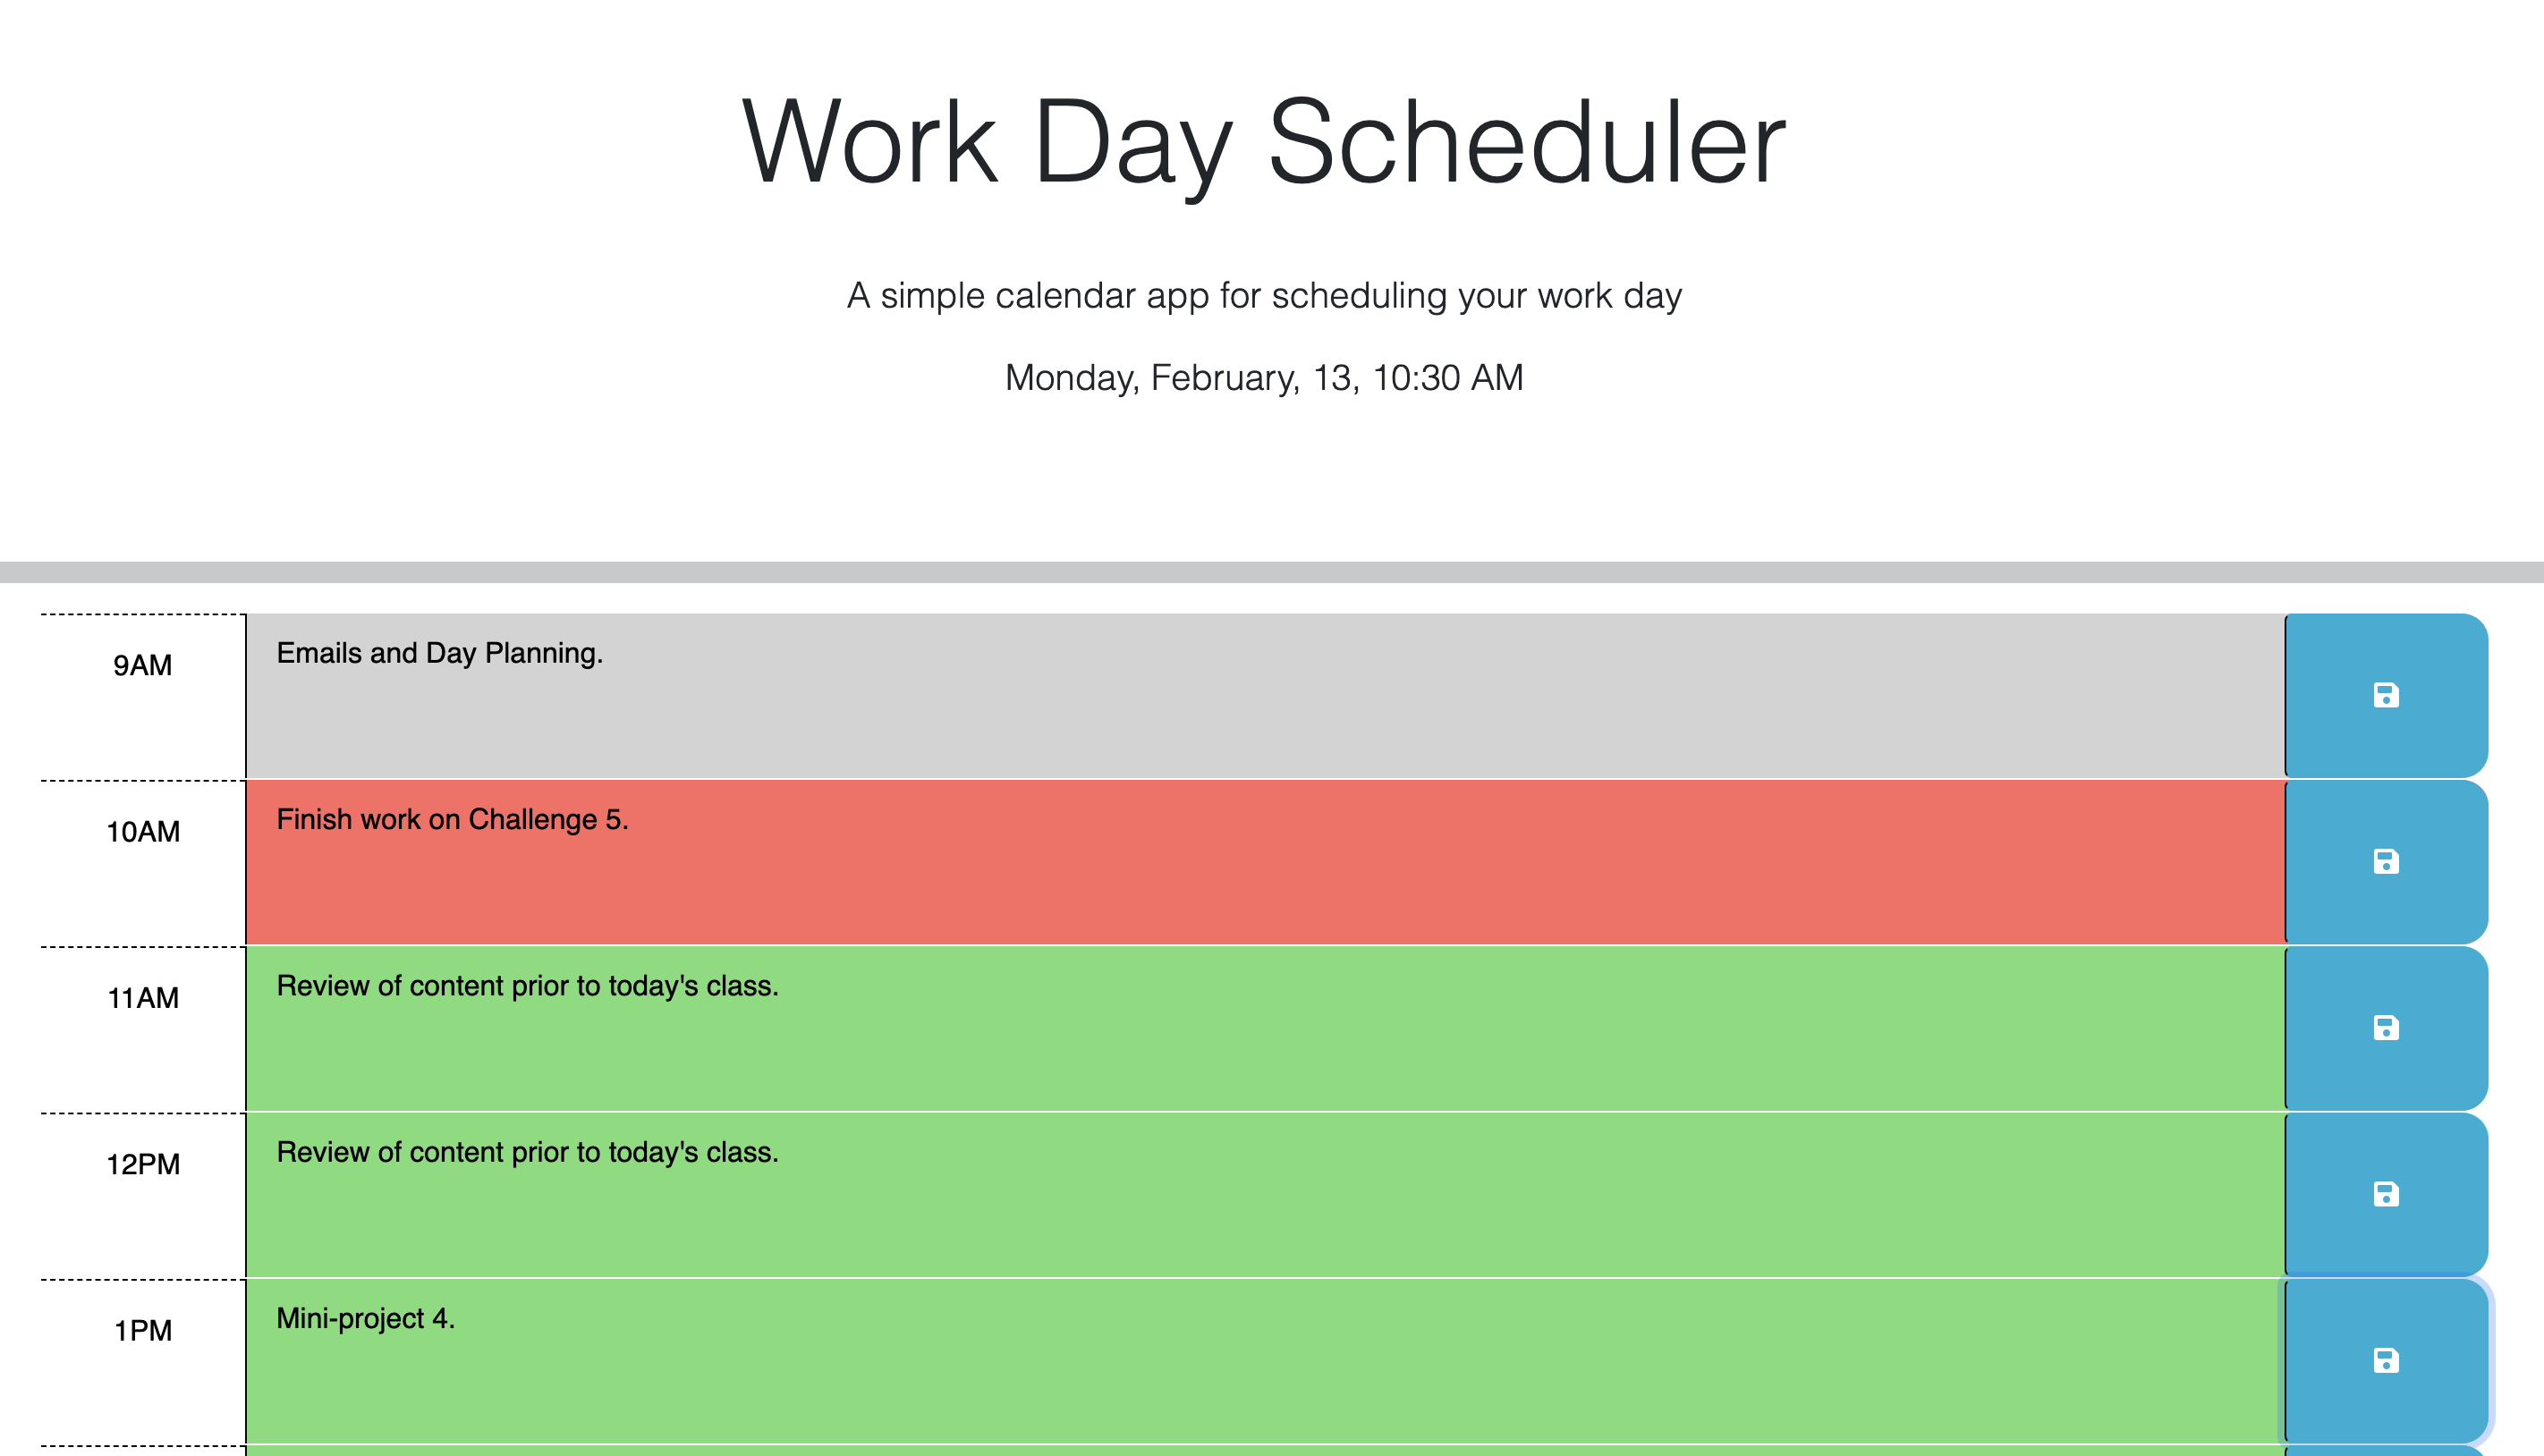 Work Day Scheduler
A simple calendar app for scheduling your work day
Monday, February, 13, 10:30 AM
9AM
Emails and Day Planning.
10AM
Finish work on Challenge 5.
11AM
Review of content prior to today's class.
12PM
Review of content prior to today's class.
1PM
Mini-project 4.